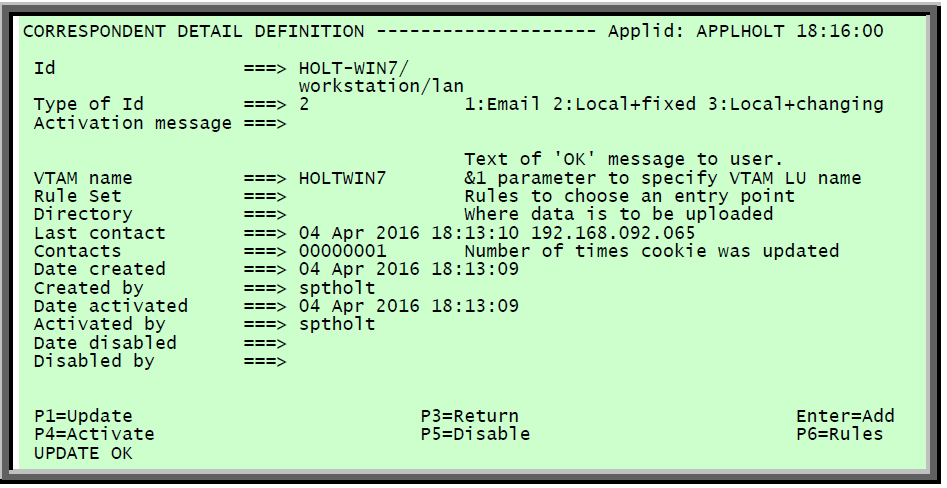 CORRESPONDENT DETAIL DEFINITION -------------------- Applid: APPLHOLT 18:16:00
Id ===> HOLT-WIN7/
workstation/lan
Type of Id ===> 2 1:Email 2:Local+fixed 3:Local+changing
Activation message ===>
Text of 'OK' message to user.
VTAM name ===> HOLTWIN7 &1 parameter to specify VTAM LU name
Rule Set ===> Rules to choose an entry point
Directory ===> Where data is to be uploaded
Last contact ===> 04 Apr 2016 18:13:10 192.168.092.065
Contacts ===> 00000001 Number of times cookie was updated
Date created ===> 04 Apr 2016 18:13:09
Created by ===> sptholt
Date activated ===> 04 Apr 2016 18:13:09
Activated by ===> sptholt
Date disabled ===>
Disabled by ===>
P1=Update P3=Return Enter=Add
P4=Activate P5=Disable P6=Rules
UPDATE OK